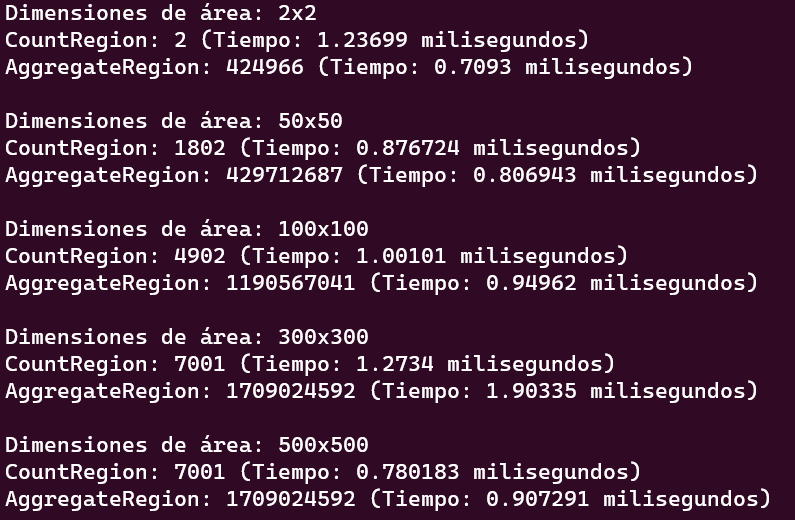 Dimensiones de área: 2x2
CountRegion: 2 (Tiempo: 1.23699 milisegundos)
AggregateRegion: 424966 (Tiempo: 0.7093 milisegundos)
Dimensiones de área: 50x50
CountRegion: 1802 (Tiempo: 0.876724 milisegundos)
AggregateRegion: 429712687 (Tiempo: 0.806943 milisegundos)
Dimensiones de área: 100x100
CountRegion: 4902 (Tiempo: 1.00101 milisegundos)
AggregateRegion: 1190567041 (Tiempo: 0.94962 milisegundos)
Dimensiones de área: 300x300
CountRegion: 7001 (Tiempo: 1.2734 milisegundos)
AggregateRegion: 1709024592 (Tiempo: 1.90335 milisegundos)
Dimensiones de área: 500x500
CountRegion: 7001 (Tiempo: 0.780183 milisegundos)
AggregateRegion: 1709024592 (Tiempo: 0.907291 milisegundos)